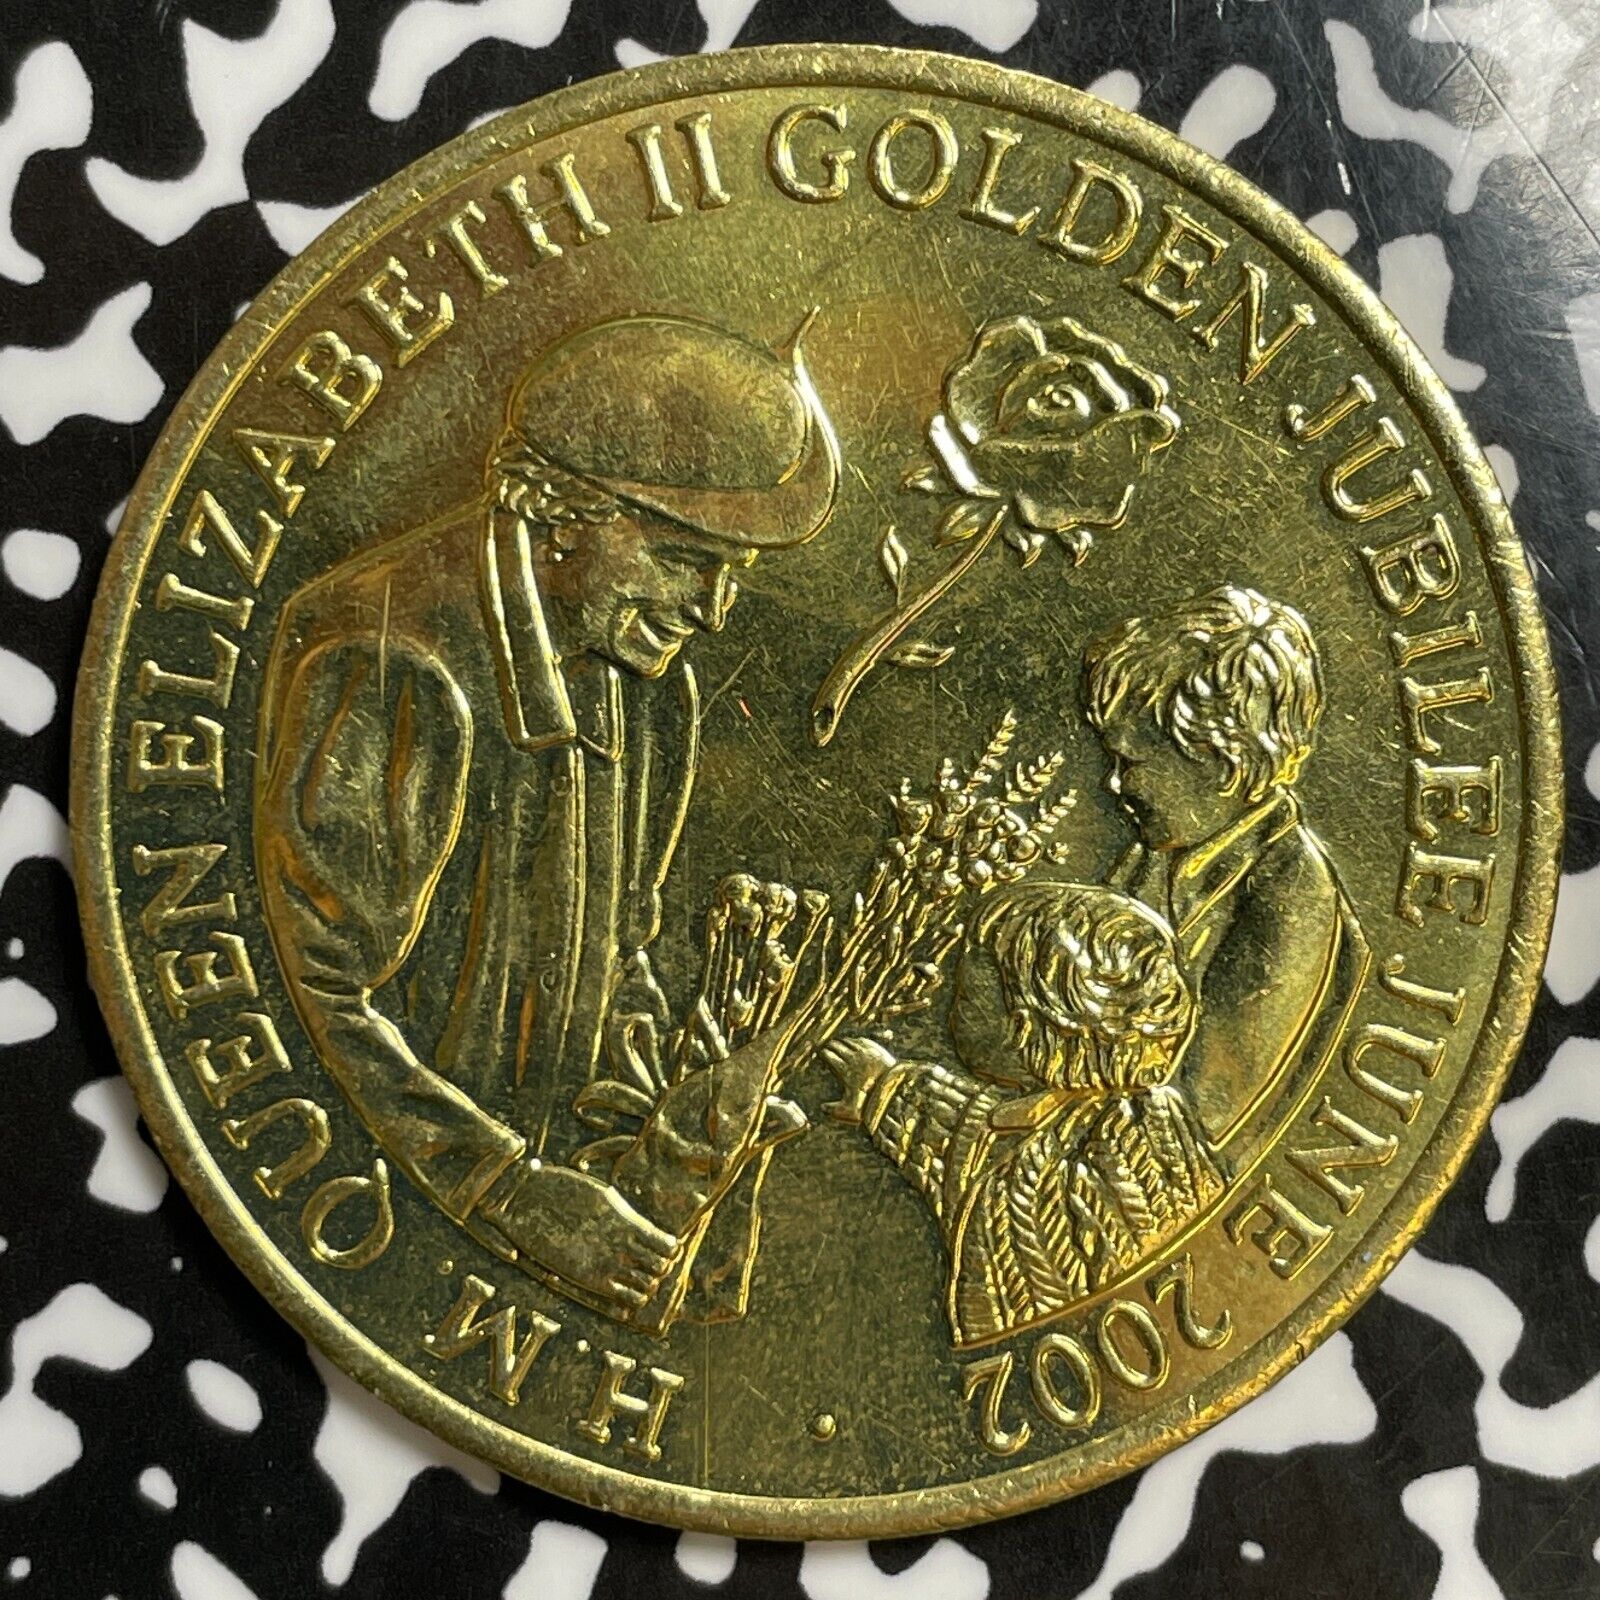 H.M. QUEEN ELIZABETH II GOLDEN JUBILEE JUNE 2002 ·